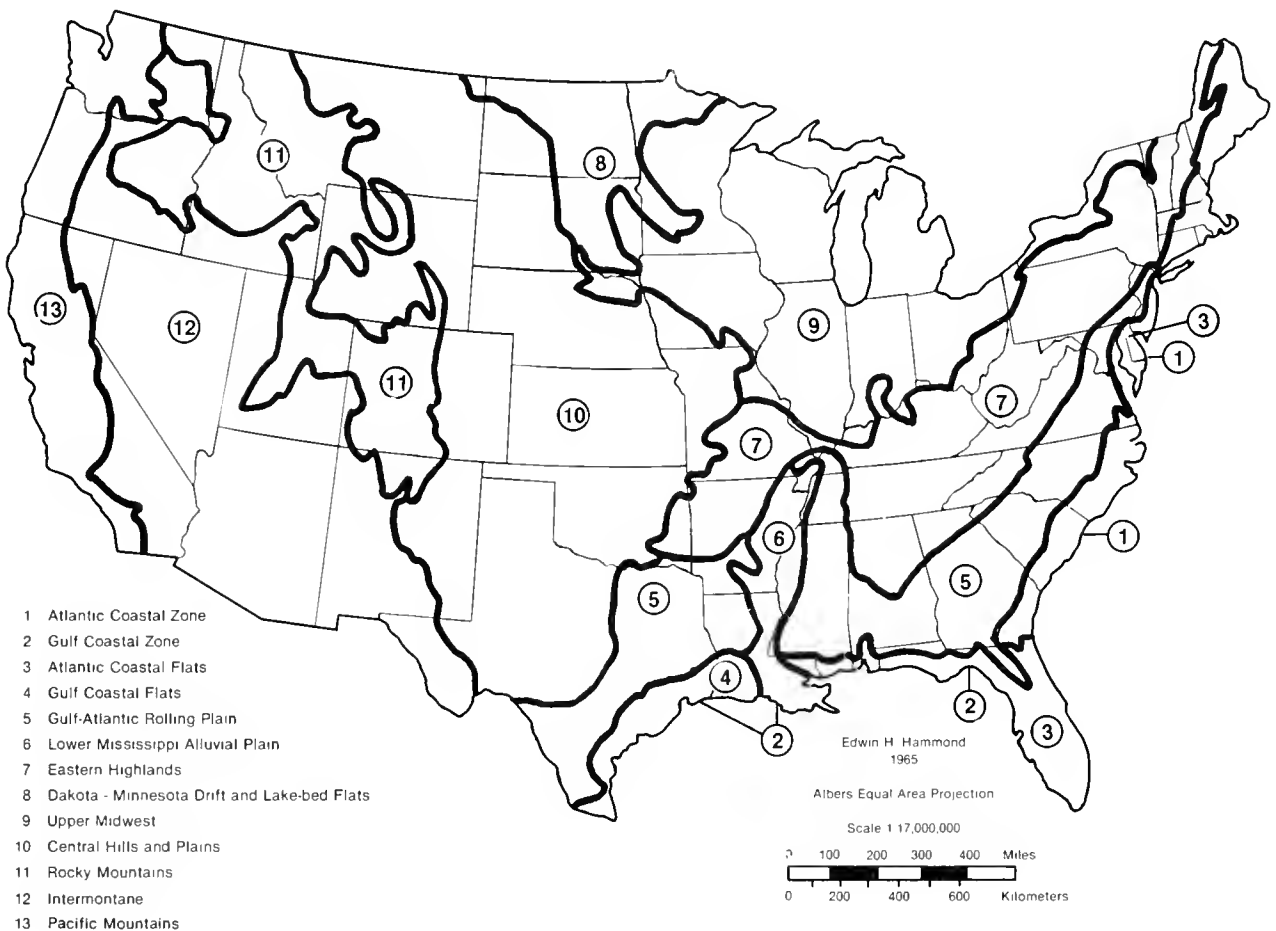 11
8
13
12
9
3
1
11
7
10
7
1
6
5
5
4
2
3
2
1 Atlantic Coastal Zone
2 Gulf Coastal Zone
3 Atlantic Coastal Flats
4 Gulf Coastal Flats
5 Gulf-Atlantic Rolling Plain
6 Lower Mississippi Alluvial Plain
7 Eastern Highlands
8 Dakota - Minnesota Drift and Lake-bed Flats
9 Upper Midwest
10 Central Hills and Plains
11 Rocky Mountains
12 Intermontane
13 Pacific Mountains
Edwin H Hammond
1965
Albers Equal Area Projection
Scale 1 17,000,000
0 100 200 300 400 Miles
0 200 400 600 Kilometers